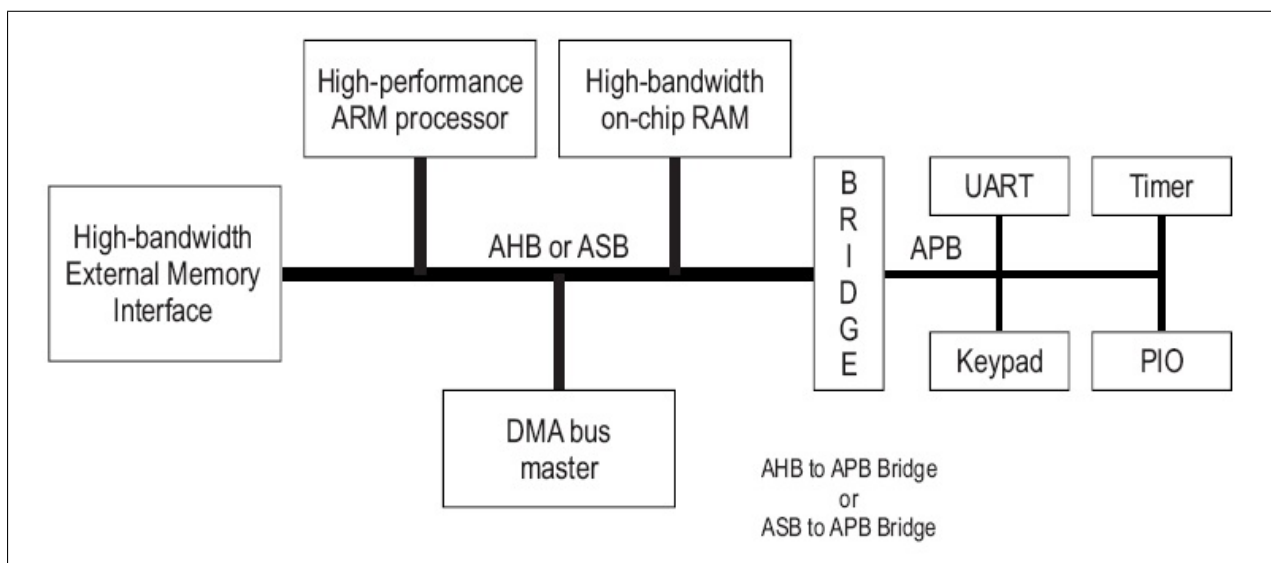 High-performance
ARM processor
High-bandwidth
on-chip RAM
High-bandwidth
External Memory
Interface
AHB or ASB
B
R
I
D
G
E
APB
UART
Timer
Keypad
PIO
DMA bus
master
AHB to APB Bridge
or
ASB to APB Bridge